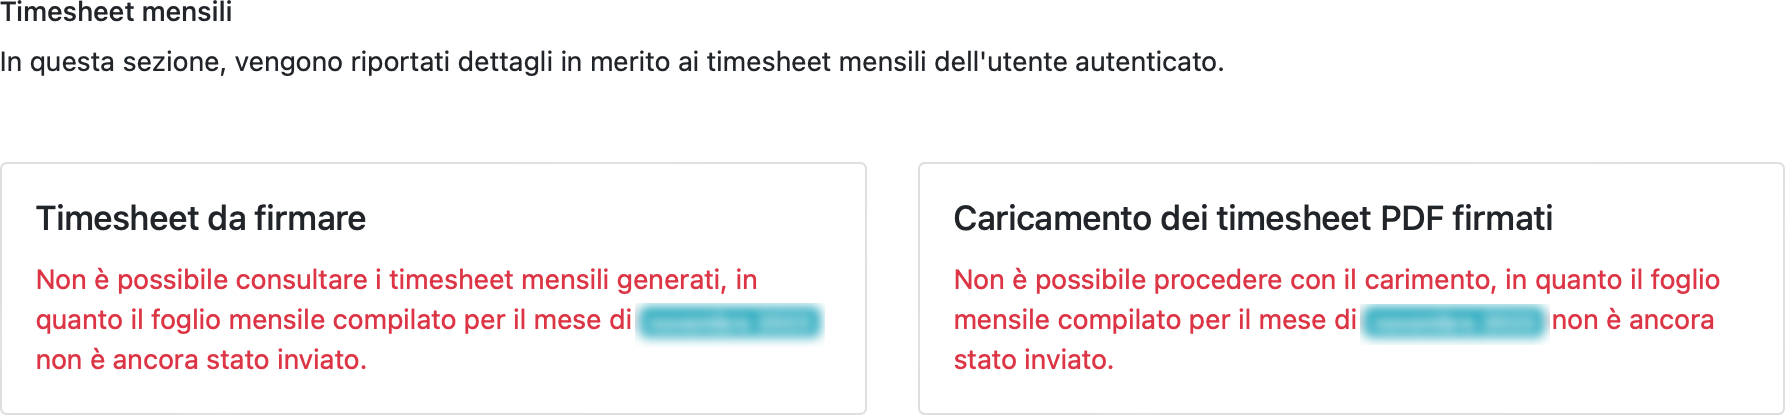 Timesheet mensili
In questa sezione, vengono riportati dettagli in merito ai timesheet mensili dell'utente autenticato.
Timesheet da firmare
Non è possibile consultare i timesheet mensili generati, in
quanto il foglio mensile compilato per il mese di
non è ancora stato inviato.
Caricamento dei timesheet PDF firmati
Non è possibile procedere con il carimento, in quanto il foglio
mensile compilato per il mese di non è ancora
stato inviato.